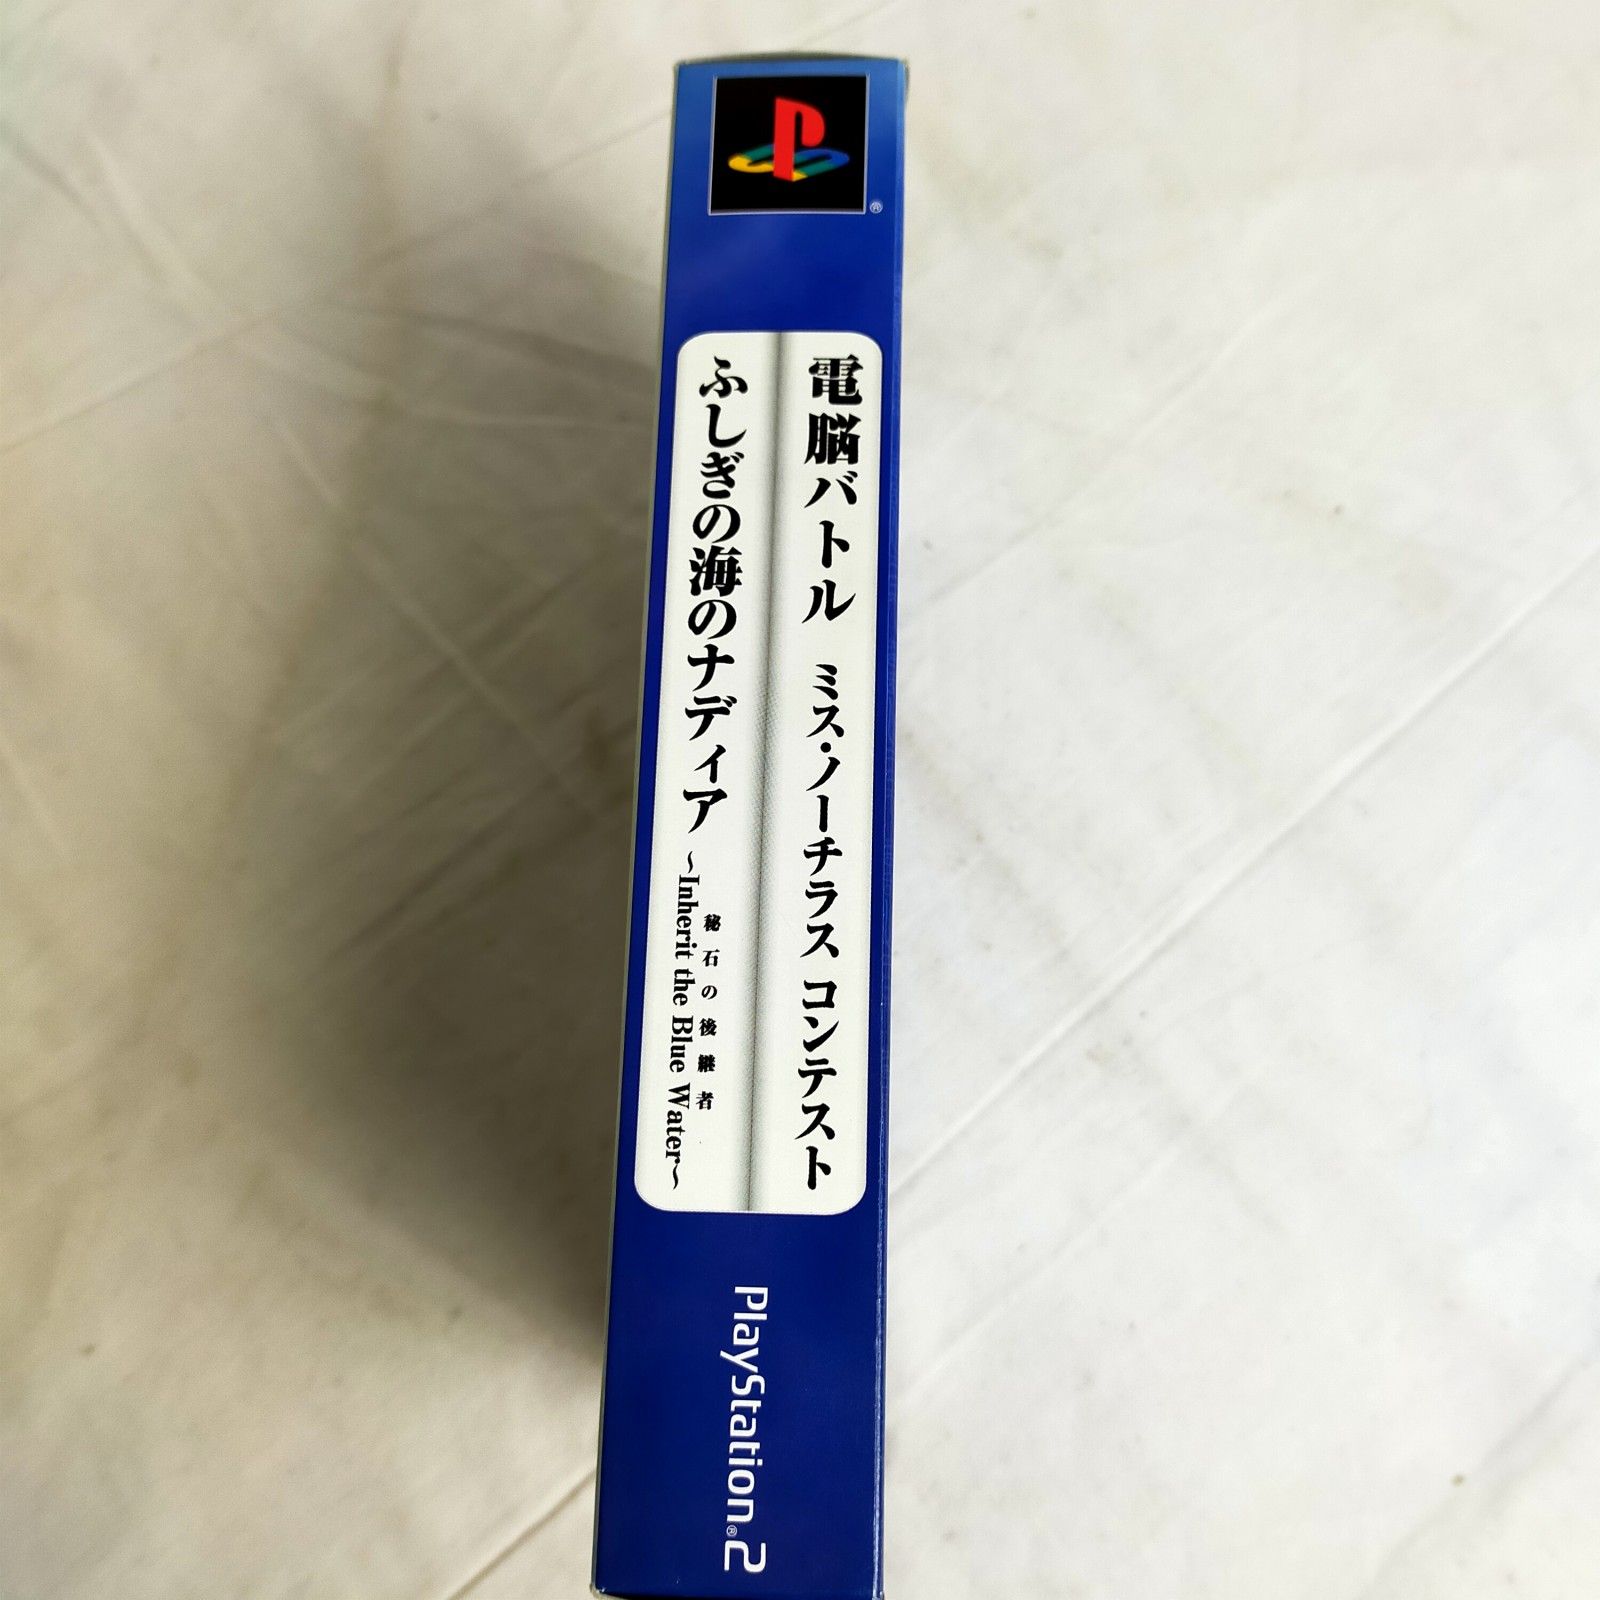 電脳バトル ミス・ノーチラス コンテスト
ふしぎの海のナディア
秘石の後継者
~Inherit the Blue Water~
PlayStation®2
®